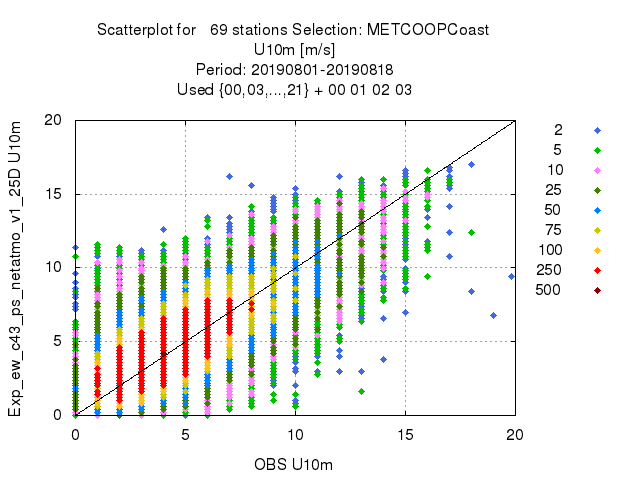 Scatterplot for 69 stations Selection: METCOOPCoast
U10m [m/s]
Period: 20190801-20190818
Used {00,03,...,21} + 00 01 02 03
Exp_ew_c43_ps_netatmo_v1_25D U10m
20
15
10
5
0
0 5 10 15 20
OBS U10m
2
5
10
25
50
75
100
250
500